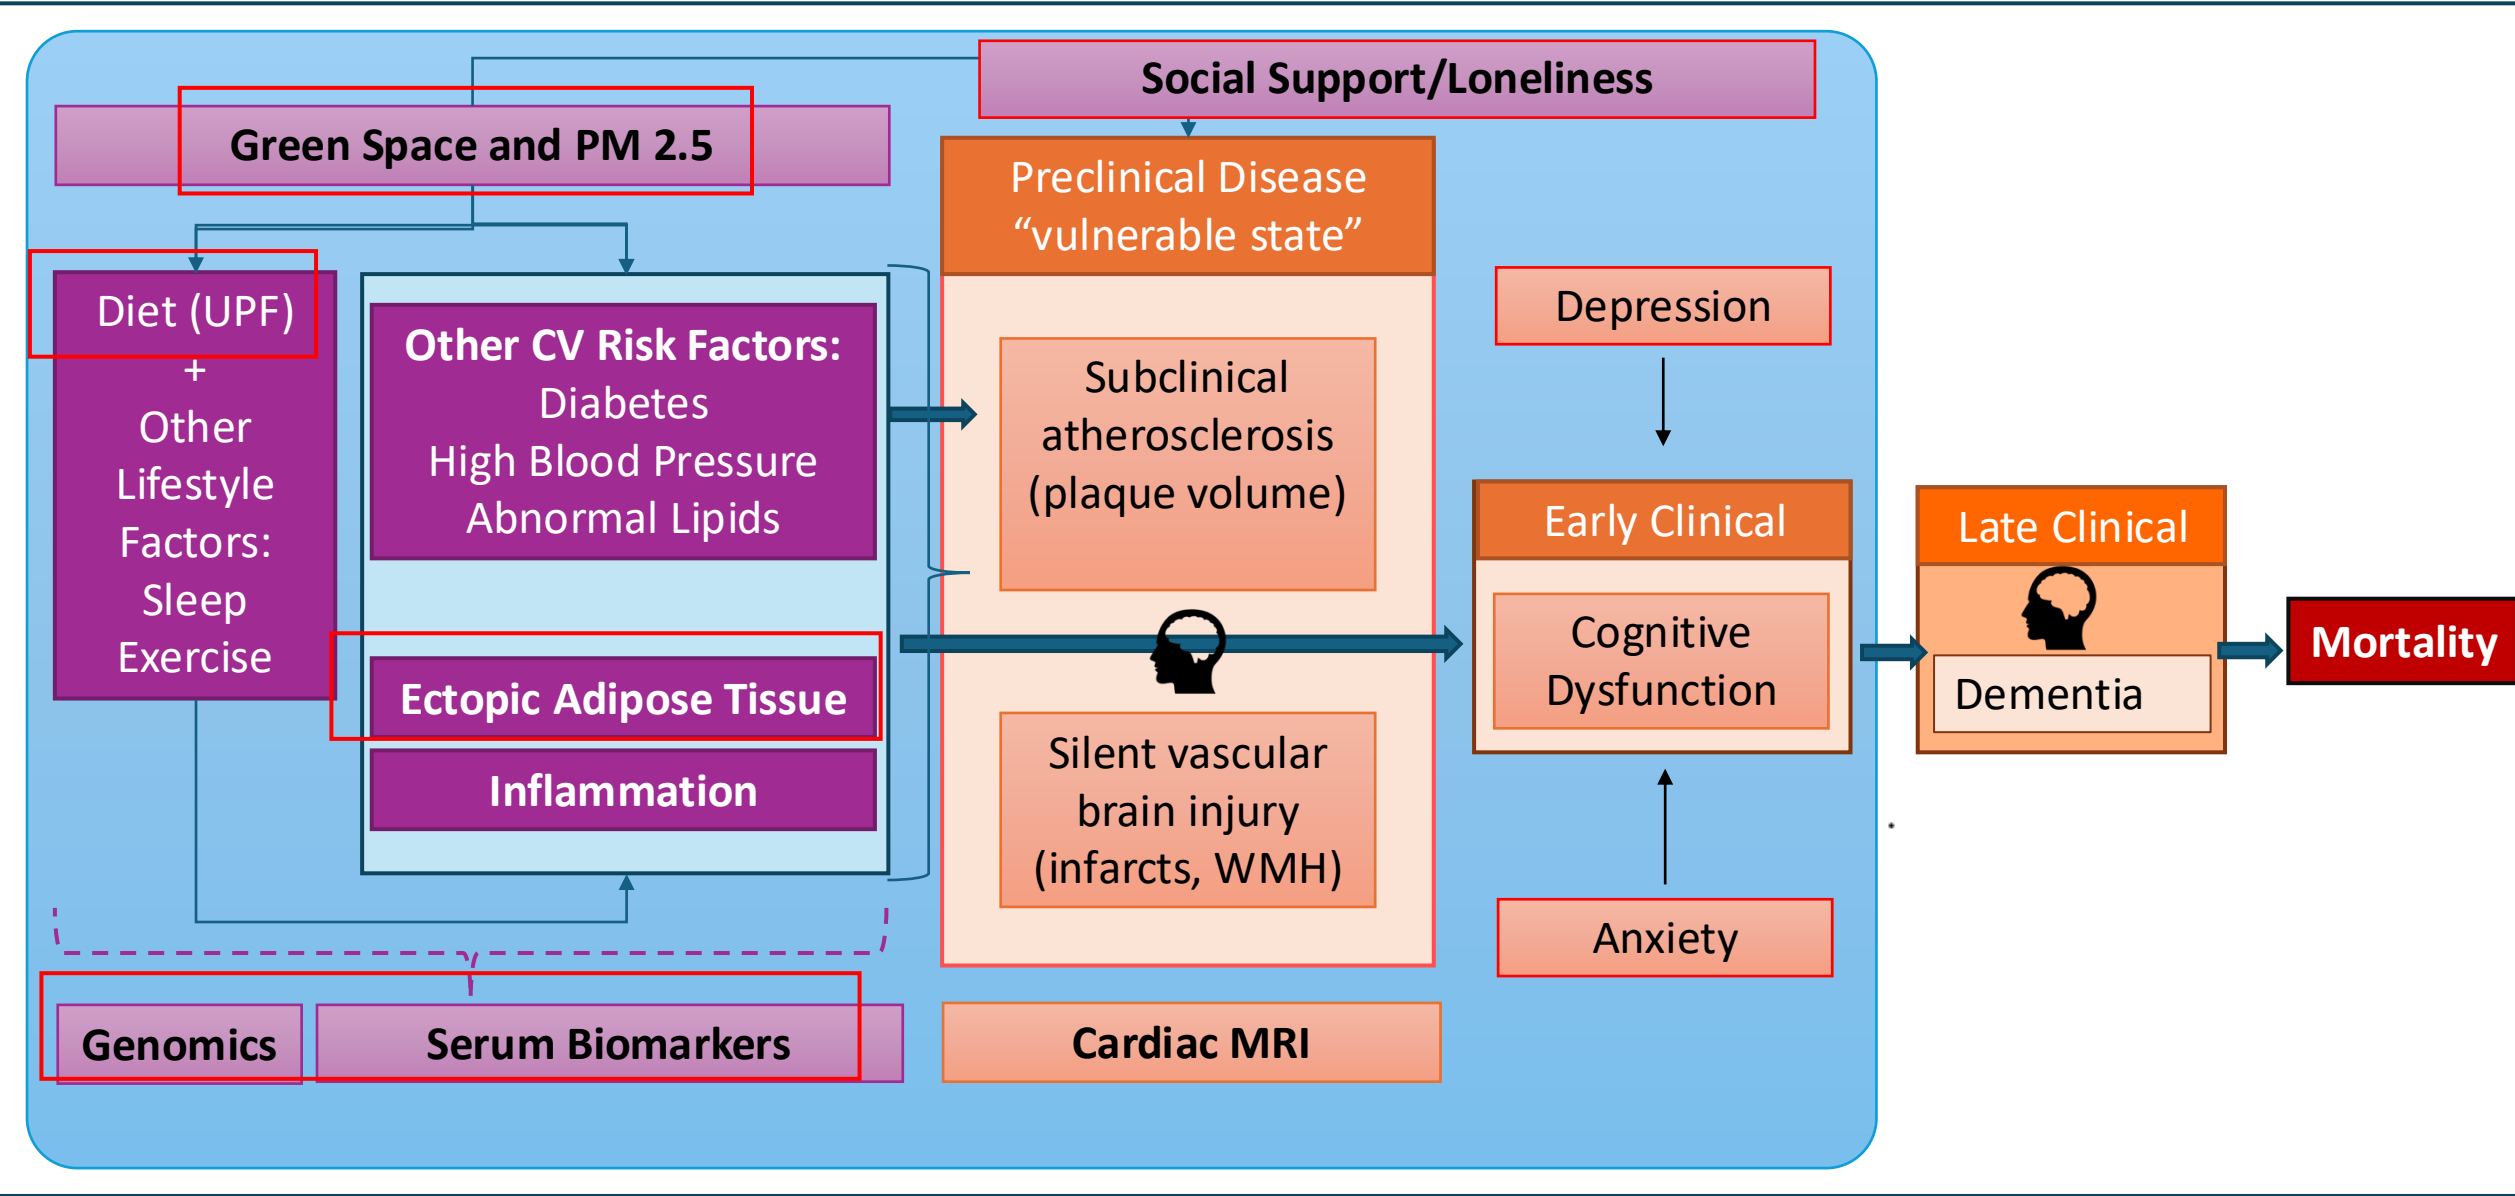 Social Support/Loneliness
Green Space and PM 2.5
Preclinical Disease
“vulnerable state”
Diet (UPF)
+
Other
Lifestyle
Factors:
Sleep
Exercise
Other CV Risk Factors:
Diabetes
High Blood Pressure
Abnormal Lipids
Ectopic Adipose Tissue
Inflammation
Subclinical
atherosclerosis
(plaque volume)
Silent vascular
brain injury
(infarcts, WMH)
Depression
Early Clinical
Cognitive
Dysfunction
Anxiety
Late Clinical
Dementia
Mortality
Genomics
Serum Biomarkers
Cardiac MRI